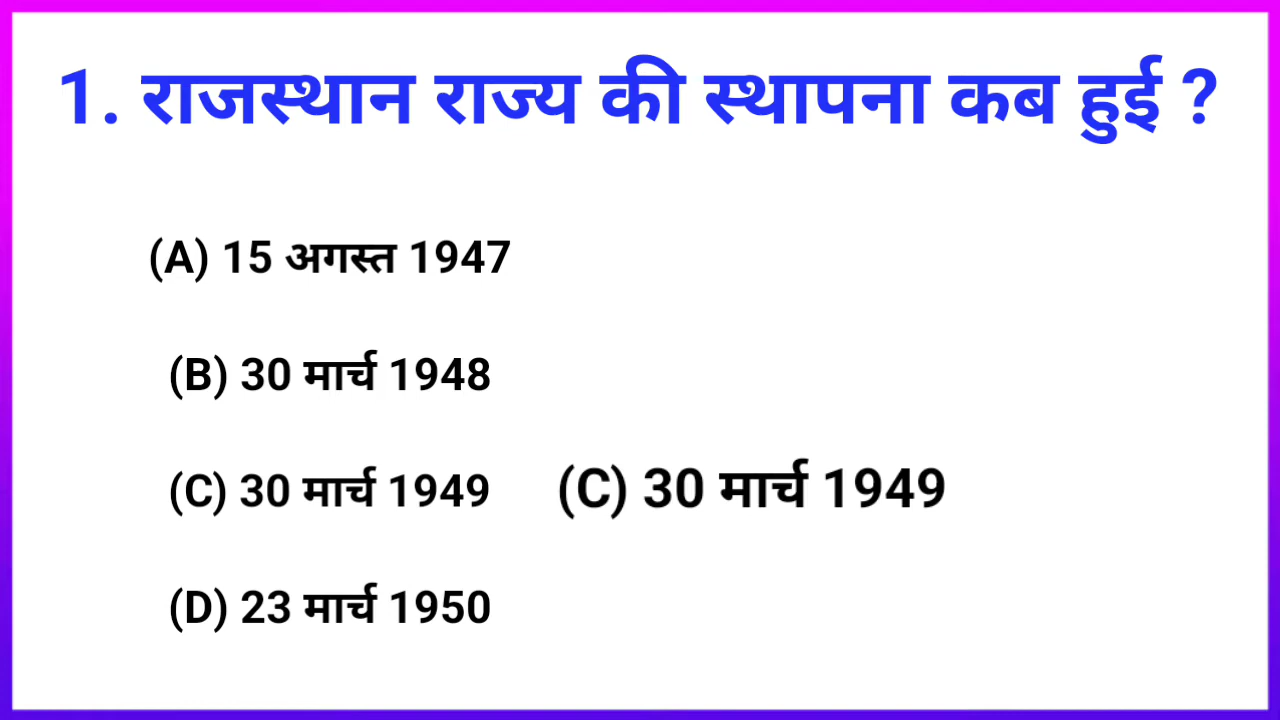 1. राजस्थान राज्य की स्थापना कब हुई ?
(A) 15 अगस्त 1947
(B) 30 मार्च 1948
(C) 30 मार्च 1949 (C) 30 मार्च 1949
(D) 23 मार्च 1950